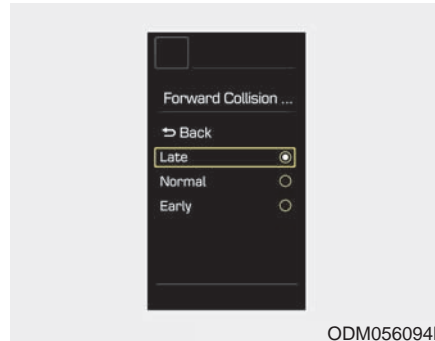 Forward Collision ...
Back
Late
Normal
Early
ODM056094